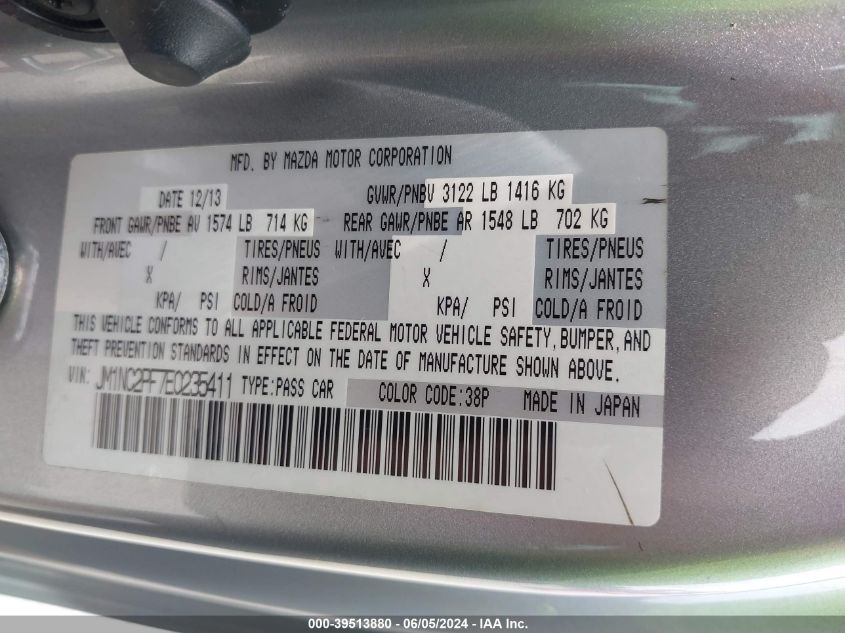 MFD. BY MAZDA MOTOR CORPORATION
DATE 12/13 GVWR/PNBV 3122 LB 1416 KG
FRONT GAWR/PNBE AV 1574 LB 714 KG REAR GAWR/PNBE AR 1548 LB 702 KG
WITH/AVEC / TIRES/PNEUS WITH/AVEC / TIRES/PNEUS
X RIMS/JANTES X RIMS/JANTES
KPA/ PSI COLD/A FROID KPA/ PSI COLD/A FROID
THIS VEHICLE CONFORMS TO ALL APPLICABLE FEDERAL MOTOR VEHICLE SAFETY, BUMPER, AND
THEFT PREVENTION STANDARDS IN EFFECT ON THE DATE OF MANUFACTURE SHOWN ABOVE.
VIN: JM1NC2PF7E0235411 TYPE:PASS CAR COLOR CODE:38P MADE IN JAPAN
000-39513880 - 06/05/2024 - IAA Inc.